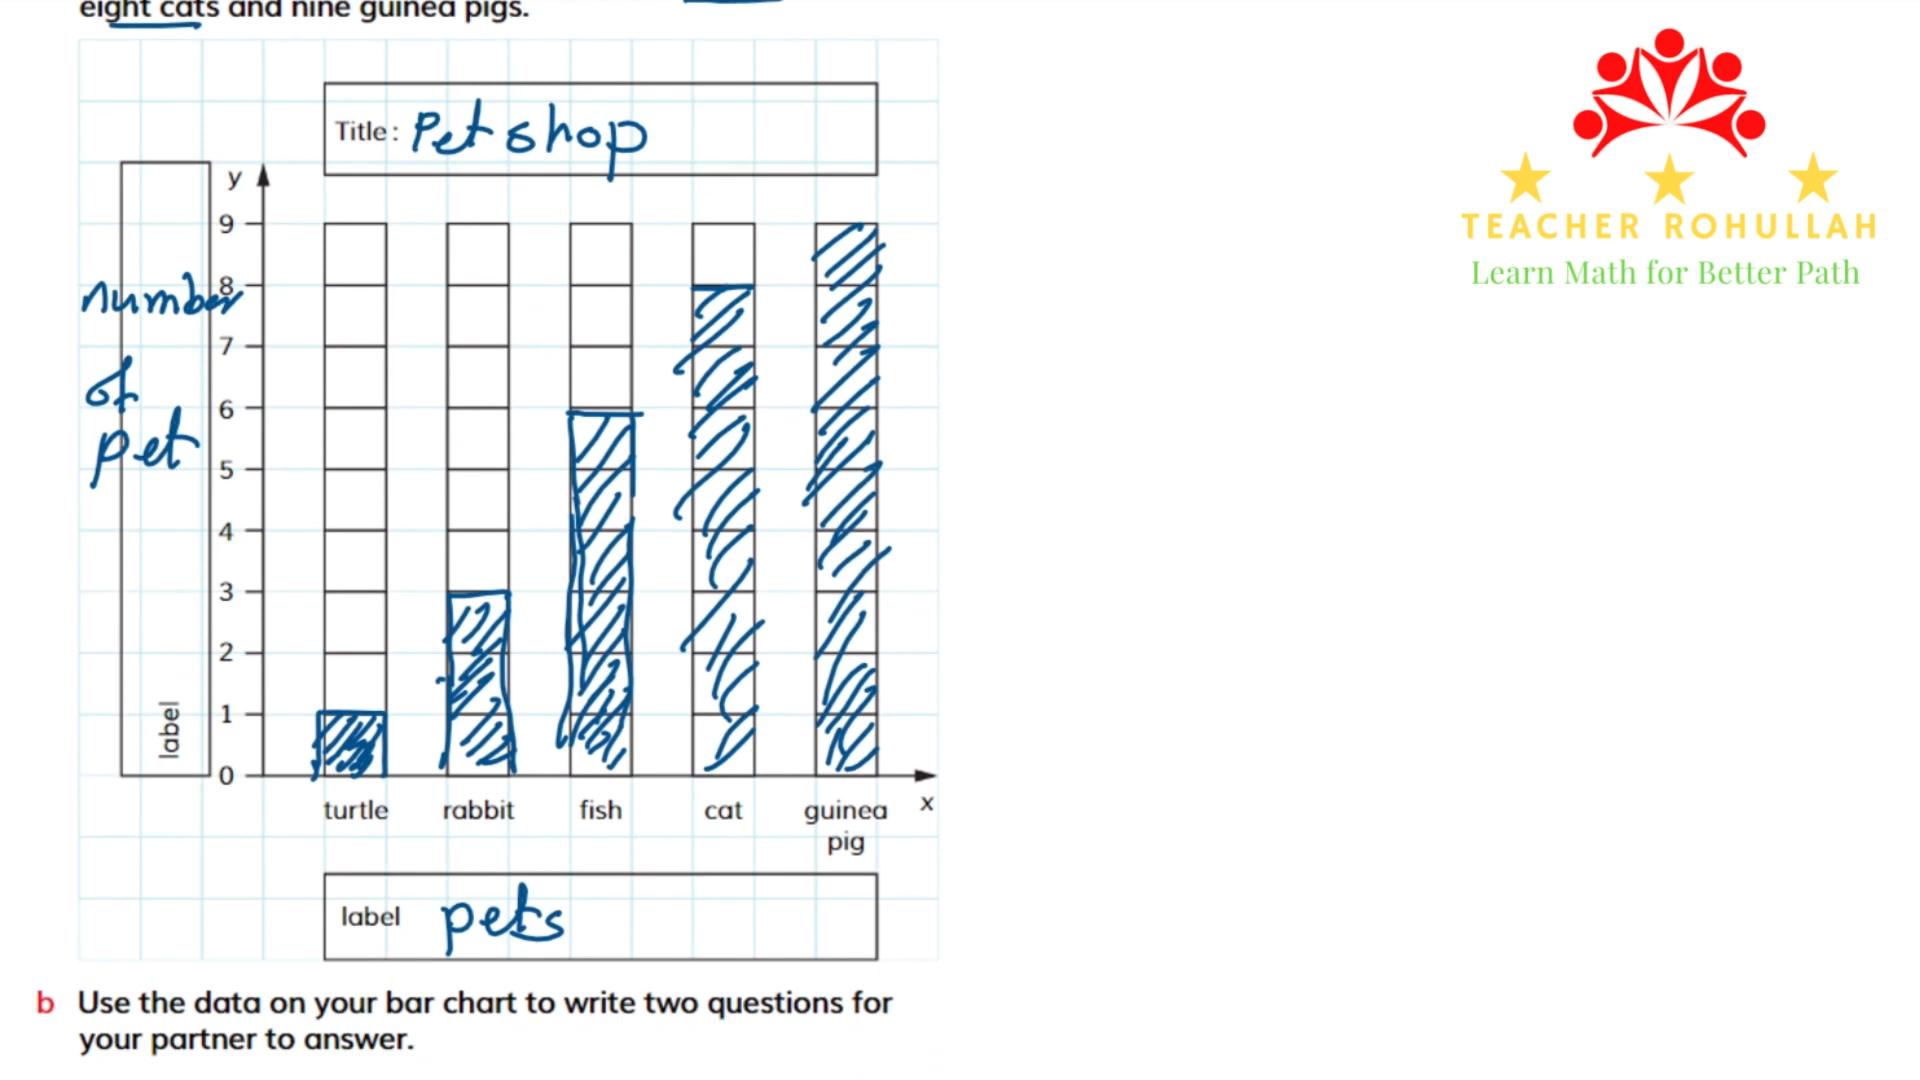 eight cats and nine guinea pigs.
Title: Pet shop
y
9
8
7
6
5
4
3
2
1
0
number
of
pet
label
turtle rabbit fish cat guinea pig
x
label pets
b Use the data on your bar chart to write two questions for
your partner to answer.
TEACHER ROHULLAH
Learn Math for Better Path